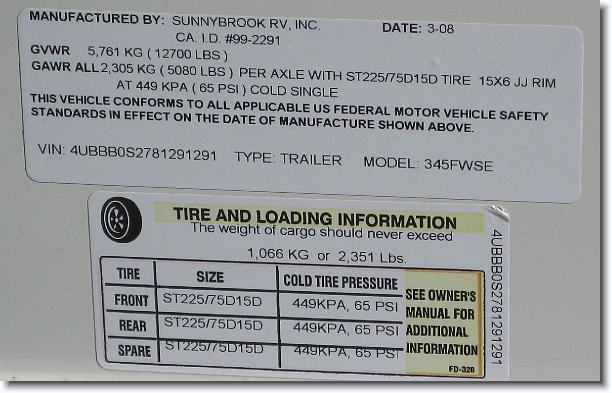 MANUFACTURED BY: SUNNYBROOK RV, INC. DATE: 3-08
CA. I.D. #99-2291
GVWR 5,761 KG ( 12700 LBS )
GAWR ALL 2,305 KG ( 5080 LBS ) PER AXLE WITH ST225/75D15D TIRE 15X6 JJ RIM
AT 449 KPA ( 65 PSI ) COLD SINGLE
THIS VEHICLE CONFORMS TO ALL APPLICABLE US FEDERAL MOTOR VEHICLE SAFETY
STANDARDS IN EFFECT ON THE DATE OF MANUFACTURE SHOWN ABOVE.
VIN: 4UBBB0S2781291291 TYPE: TRAILER MODEL: 345FWSE
TIRE AND LOADING INFORMATION
The weight of cargo should never exceed
1,066 KG or 2,351 Lbs.
TIRE SIZE COLD TIRE PRESSURE
FRONT ST225/75D15D 449KPA, 65 PSI
REAR ST225/75D15D 449KPA, 65 PSI
SPARE ST225/75D15D 449KPA, 65 PSI
SEE OWNER'S
MANUAL FOR
ADDITIONAL
INFORMATION
FD-320
4UBBB0S2781291291